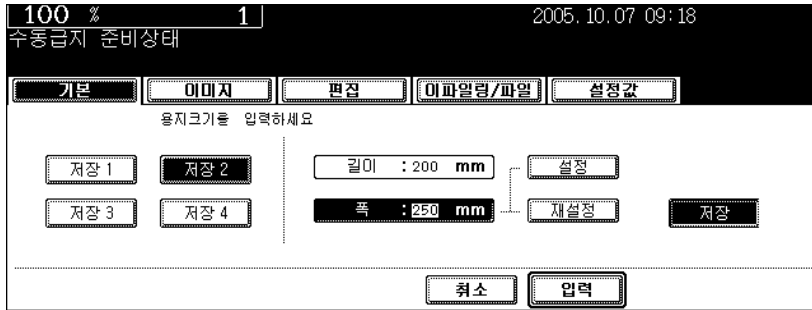 100 % 1 2005.10.07 09:18
수동급지 준비상태
기본 이미지 편집 이파일링/파일 설정값
용지크기를 입력하세요
저장 1 저장 2 길이 : 200 mm 설정
저장 3 저장 4 폭 : 250 mm 재설정 저장
취소 입력